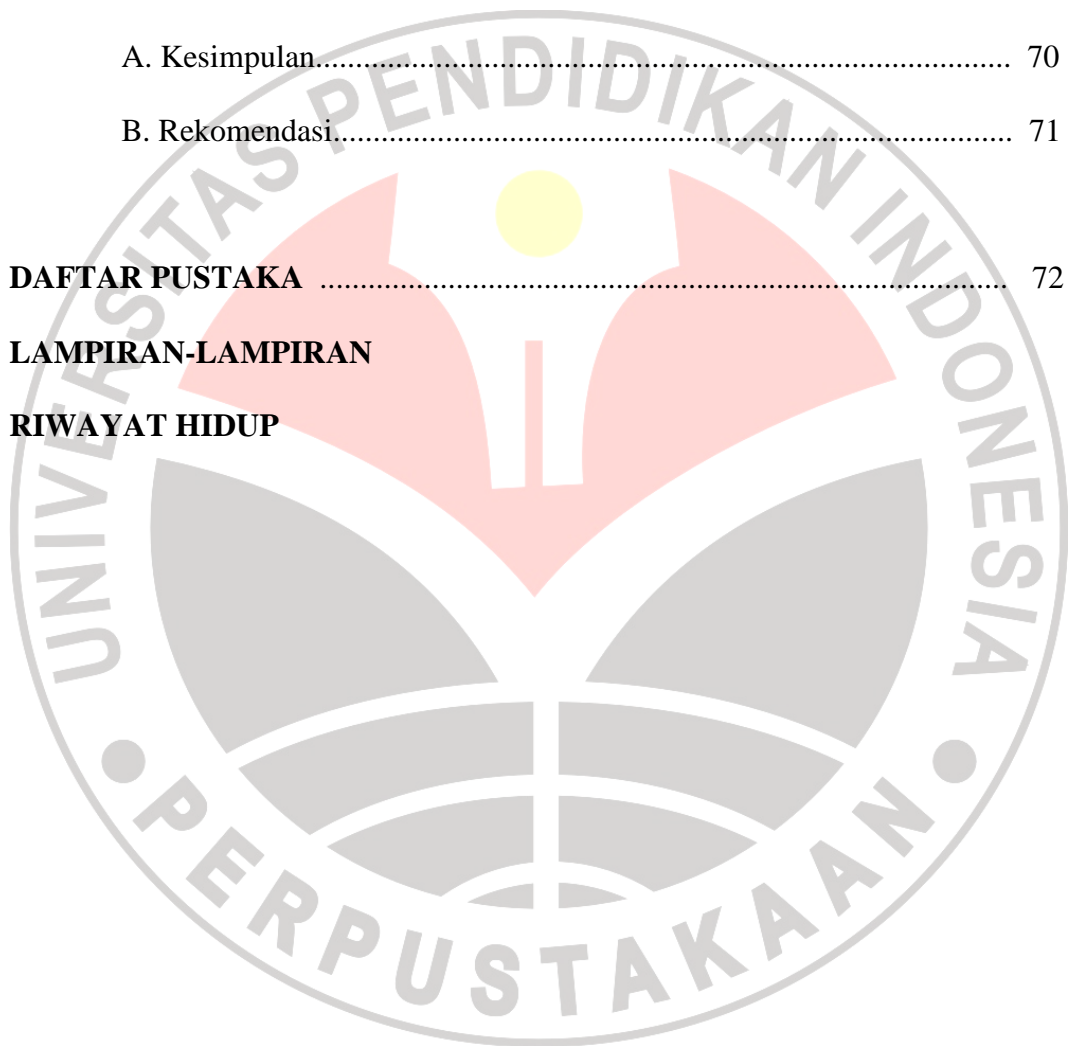 A. Kesimpulan........................................................................................ 70
B. Rekomendasi...................................................................................... 71
DAFTAR PUSTAKA ...................................................................................... 72
LAMPIRAN-LAMPIRAN
RIWAYAT HIDUP
UNIVERSITAS PENDIDIKAN INDONESIA
PERPUSTAKAAN